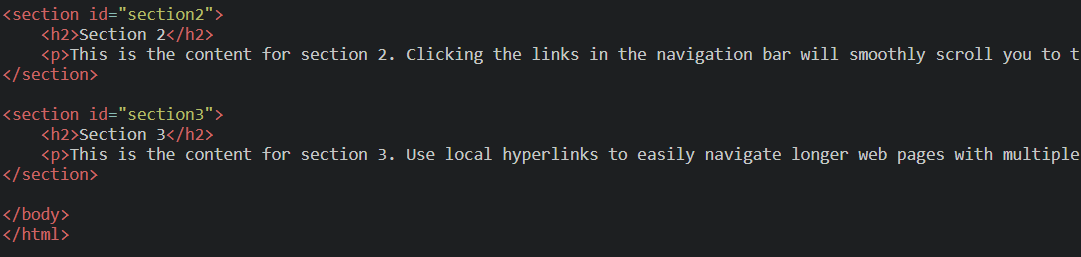 <section id="section2">
    <h2>Section 2</h2>
    <p>This is the content for section 2. Clicking the links in the navigation bar will smoothly scroll you to t
</section>

<section id="section3">
    <h2>Section 3</h2>
    <p>This is the content for section 3. Use local hyperlinks to easily navigate longer web pages with multiple
</section>

</body>
</html>